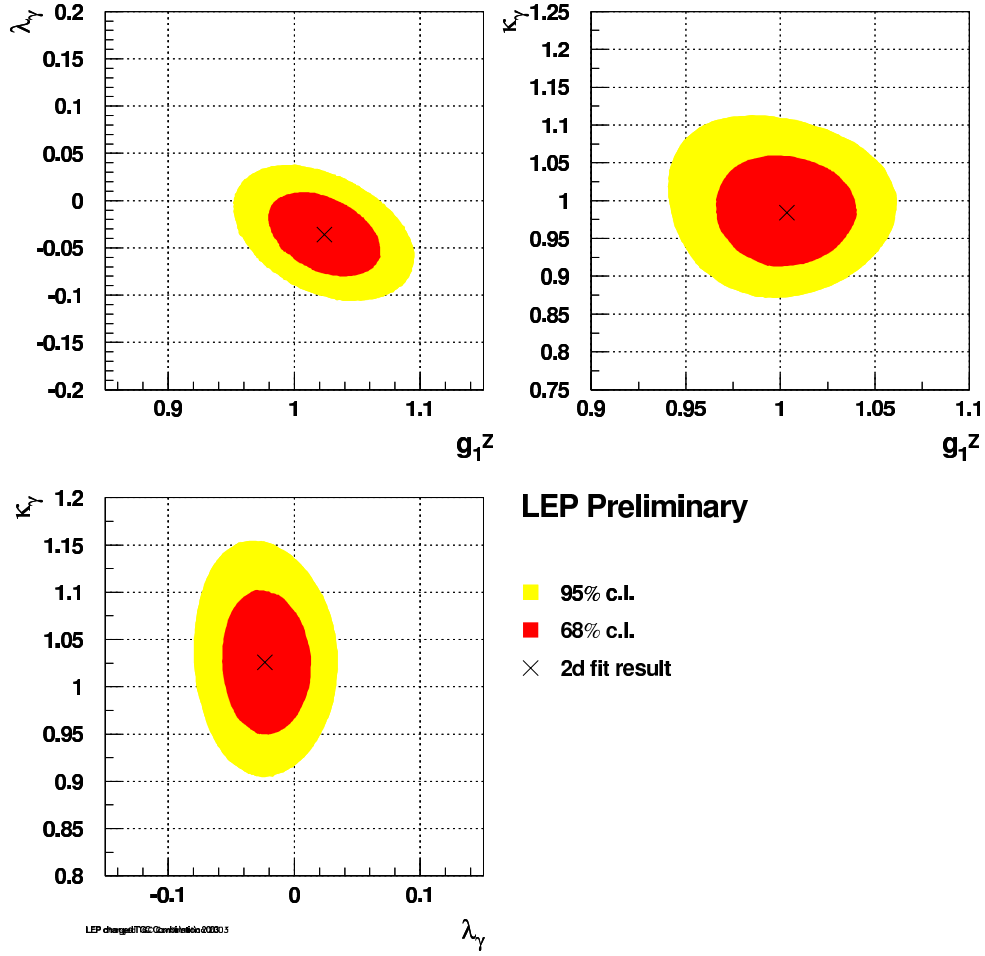 λγ
0.2
0.15
0.1
0.05
0
-0.05
-0.1
-0.15
-0.2
0.9 1 1.1
g₁ᶻ
κγ
1.25
1.2
1.15
1.1
1.05
1
0.95
0.9
0.85
0.8
0.75
0.9 0.95 1 1.05 1.1
g₁ᶻ
κγ
1.2
1.15
1.1
1.05
1
0.95
0.9
0.85
0.8
-0.1 0 0.1
λγ
LEP Preliminary
95% c.l.
68% c.l.
2d fit result
LEP charged TGC Combination